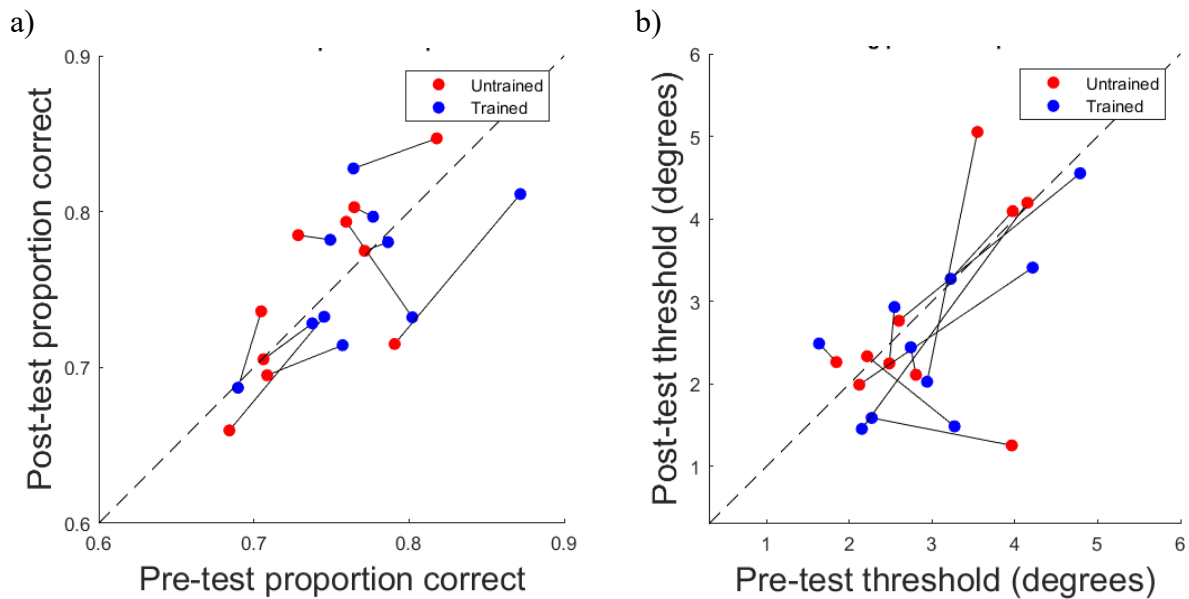 a)
0.9
Untrained
Trained
Post-test proportion correct
0.8
0.7
0.6
0.6 0.7 0.8 0.9
Pre-test proportion correct
b)
6
Untrained
Trained
Post-test threshold (degrees)
5
4
3
2
1
1 2 3 4 5 6
Pre-test threshold (degrees)